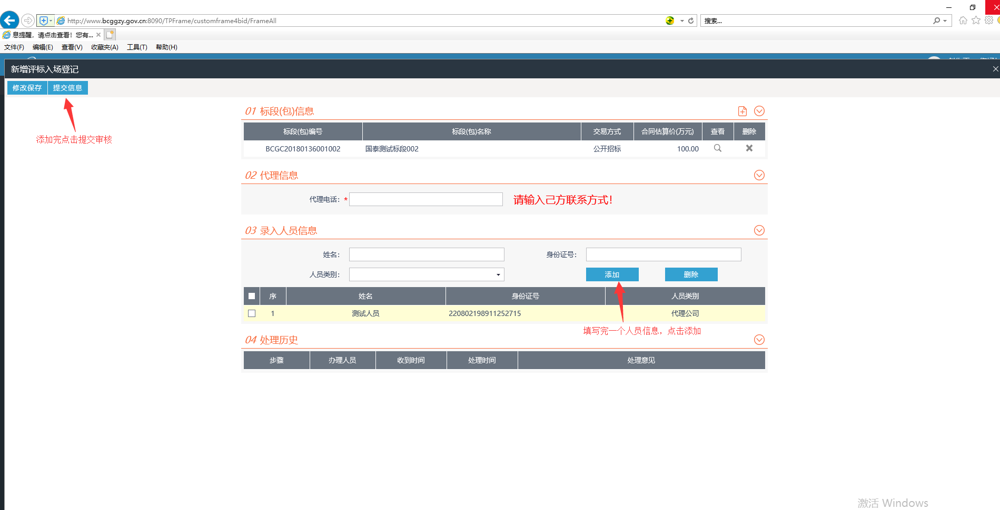 http://www.bcggzy.gov.cn:8090/TPFrame/customframe4bid/FrameAll
搜索...
息提醒，请点击查看！您有...
文件(F) 编辑(E) 查看(V) 收藏夹(A) 工具(T) 帮助(H)
新增评标入场登记
修改保存 提交信息
添加完点击提交审核
01 标段(包)信息
标段(包)编号 标段(包)名称 交易方式 合同估算价(万元) 查看 删除
BCGC20180136001002 国泰测试标段002 公开招标 100.00
02 代理信息
代理电话：* 请输入己方联系方式！
03 录入人员信息
姓名： 身份证号：
人员类别： 添加 删除
序 姓名 身份证号 人员类别
1 测试人员 220802198911252715 代理公司
填写完一个人员信息，点击添加
04 处理历史
步骤 办理人员 收到时间 处理时间 处理意见
激活 Windows